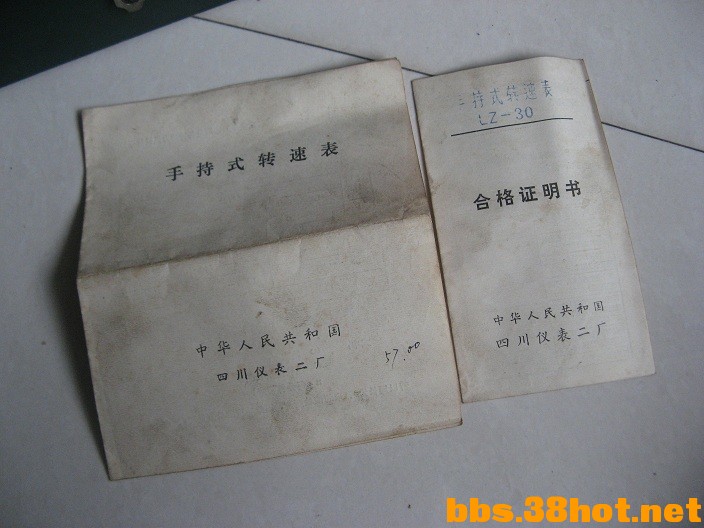 手持式转速表
中华人民共和国
四川仪表二厂
57.00
手持式转速表
LZ-30
合格证明书
中华人民共和国
四川仪表二厂
bbs.38hot.net